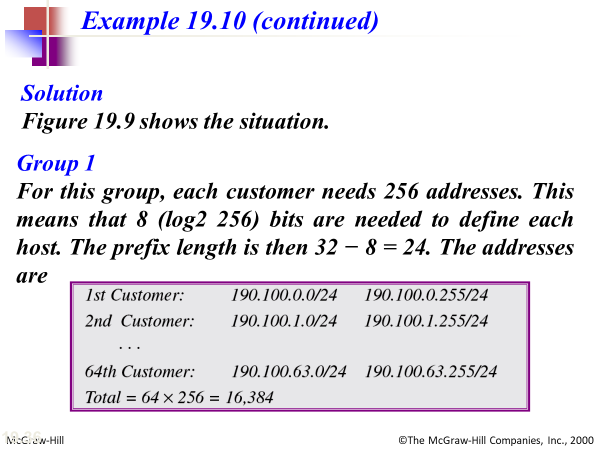 Example 19.10 (continued)
Solution
Figure 19.9 shows the situation.
Group 1
For this group, each customer needs 256 addresses. This
means that 8 (log2 256) bits are needed to define each
host. The prefix length is then 32 − 8 = 24. The addresses
are
1st Customer: 190.100.0.0/24 190.100.0.255/24
2nd Customer: 190.100.1.0/24 190.100.1.255/24
. . .
64th Customer: 190.100.63.0/24 190.100.63.255/24
Total = 64 × 256 = 16,384
McGraw-Hill ©The McGraw-Hill Companies, Inc., 2000